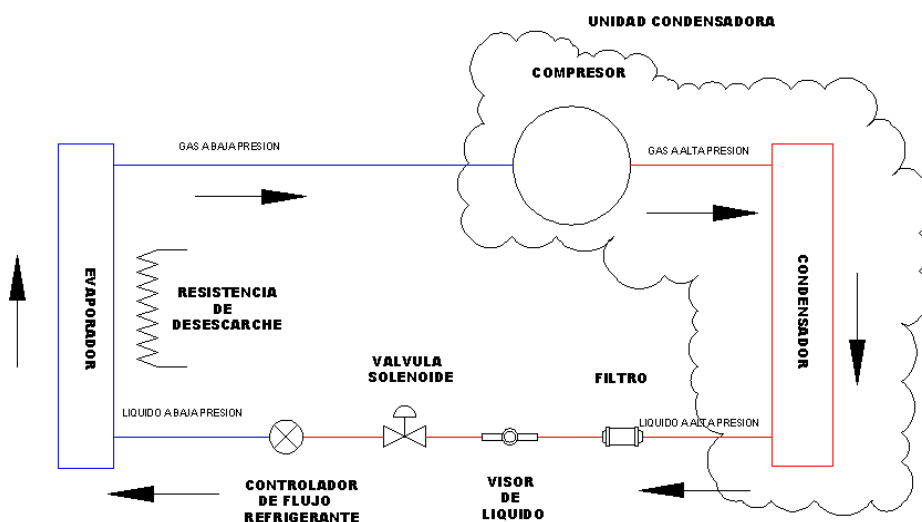 UNIDAD CONDENSADORA
COMPRESOR
GAS A BAJA PRESION
GAS A ALTA PRESION
EVAPORADOR
RESISTENCIA
DE
DESESCARCHE
CONDENSADOR
VALVULA
SOLENOIDE
FILTRO
LIQUIDO A BAJA PRESION
LIQUIDO A ALTA PRESION
CONTROLADOR
DE FLUJO
REFRIGERANTE
VISOR
DE
LIQUIDO